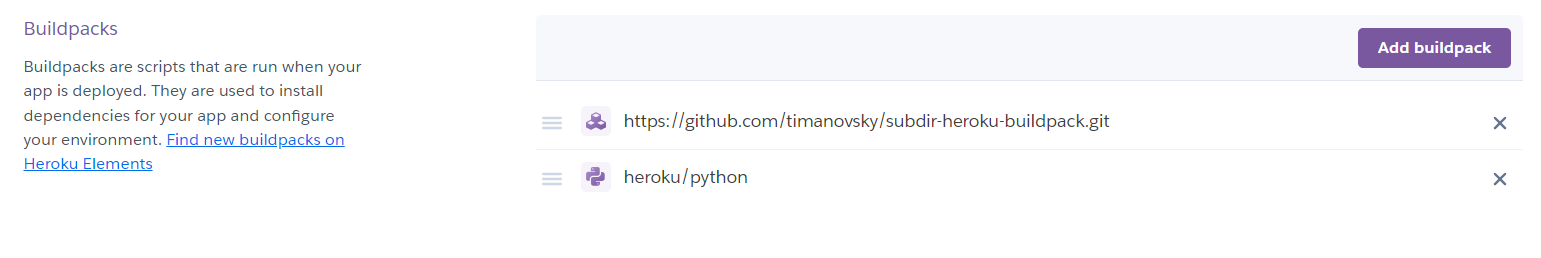 Buildpacks
Buildpacks are scripts that are run when your
app is deployed. They are used to install
dependencies for your app and configure
your environment. Find new buildpacks on
Heroku Elements
Add buildpack
https://github.com/timanovsky/subdir-heroku-buildpack.git
heroku/python